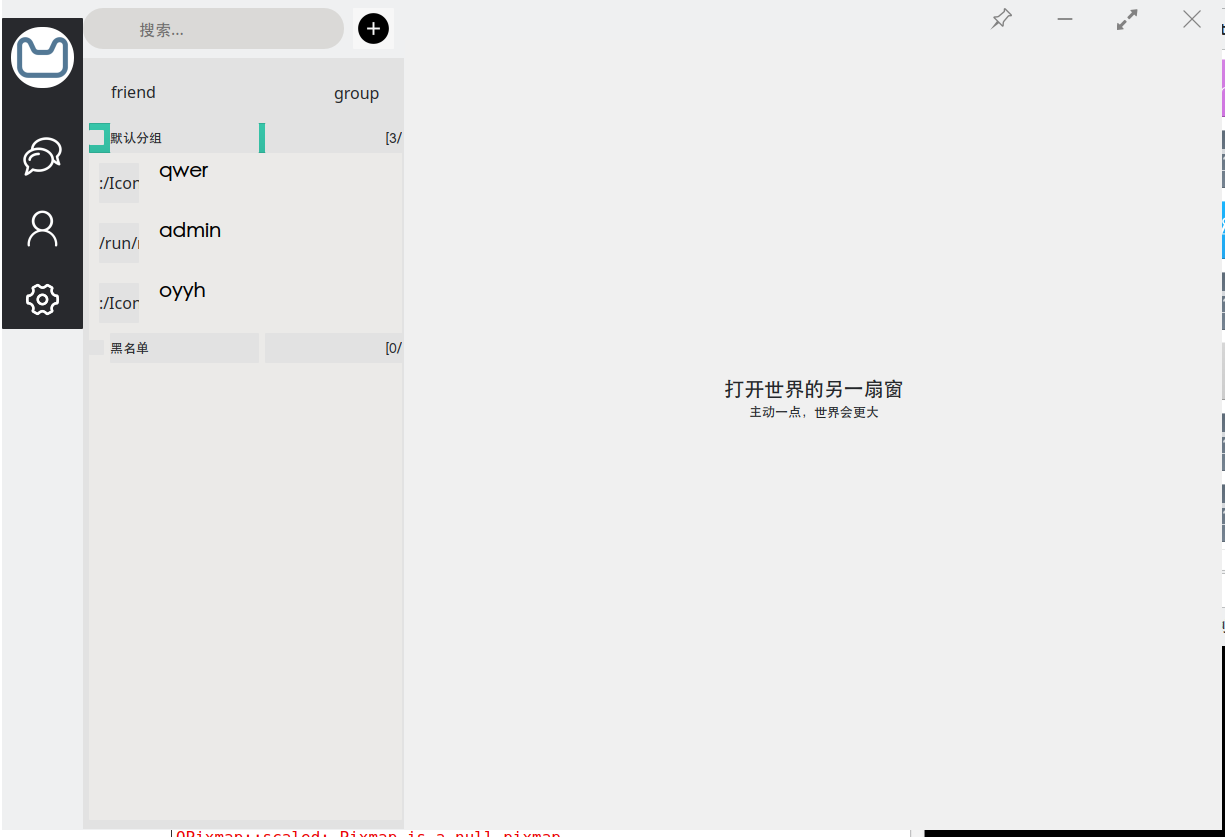 搜索...
friend
group
默认分组 [3/
:/Icon
qwer
/run/
admin
:/Icon
oyyh
黑名单 [0/
打开世界的另一扇窗
主动一点，世界会更大
QPixmap::scaled: Pixmap is a null pixmap